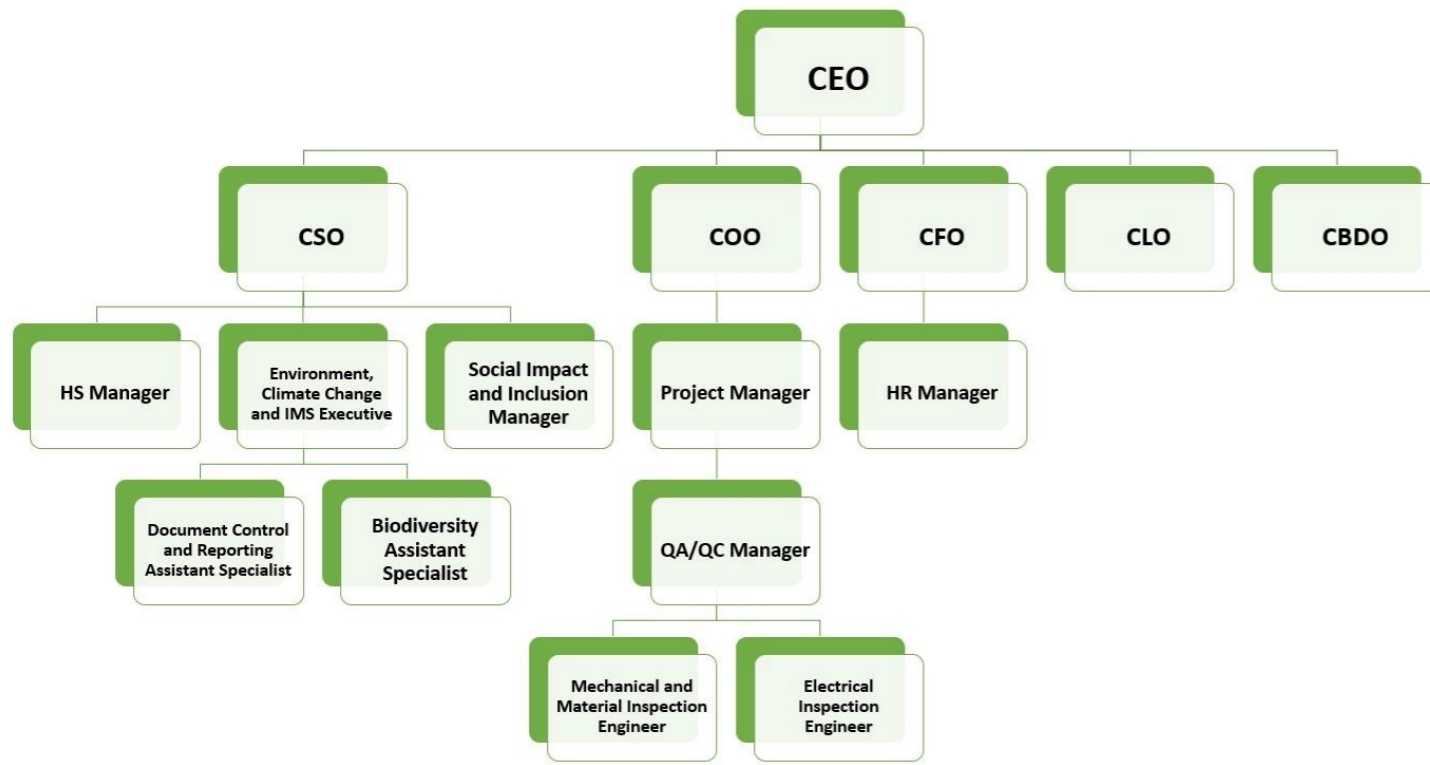 CEO
CSO
COO
CFO
CLO
CBDO
HS Manager
Environment,
Climate Change
and IMS Executive
Social Impact
and Inclusion
Manager
Project Manager
HR Manager
Document Control
and Reporting
Assistant Specialist
Biodiversity
Assistant
Specialist
QA/QC Manager
Mechanical and
Material Inspection
Engineer
Electrical
Inspection
Engineer